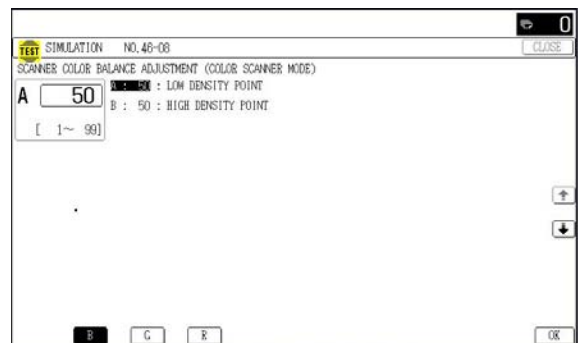 0
TEST SIMULATION NO.46-08 CLOSE
SCANNER COLOR BALANCE ADJUSTMENT (COLOR SCANNER MODE)
A 50 A : 50 : LOW DENSITY POINT
B : 50 : HIGH DENSITY POINT
[ 1~ 99]
B G R OK